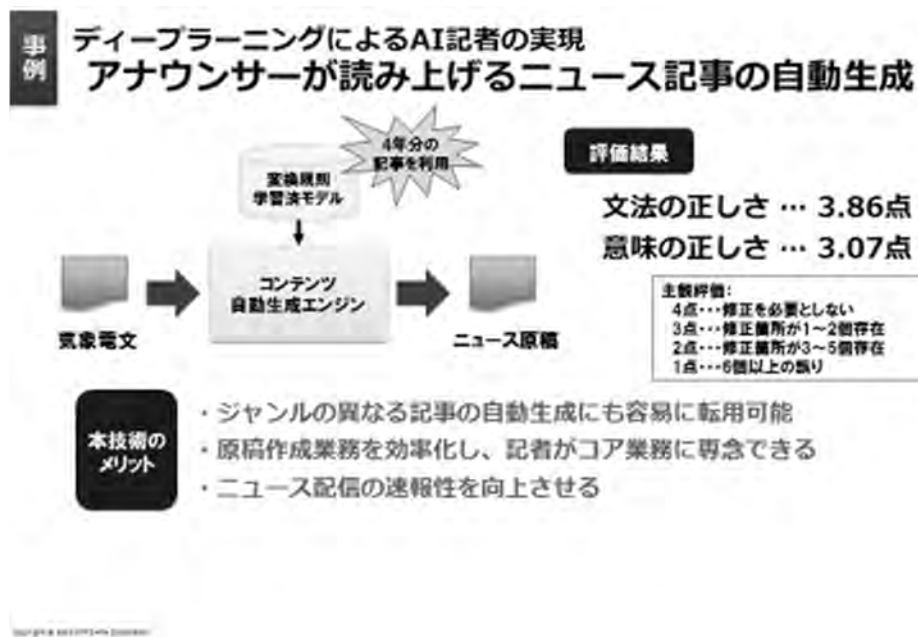 事例
ディープラーニングによるAI記者の実現
アナウンサーが読み上げるニュース記事の自動生成
4年分の
記事を利用
変換規則
学習済モデル
コンテンツ
自動生成エンジン
気象電文
ニュース原稿
評価結果
文法の正しさ … 3.86点
意味の正しさ … 3.07点
主観評価:
4点・・・修正を必要としない
3点・・・修正箇所が1～2個存在
2点・・・修正箇所が3～5個存在
1点・・・6個以上の誤り
本技術の
メリット
・ジャンルの異なる記事の自動生成にも容易に転用可能
・原稿作成業務を効率化し、記者がコア業務に専念できる
・ニュース配信の速報性を向上させる